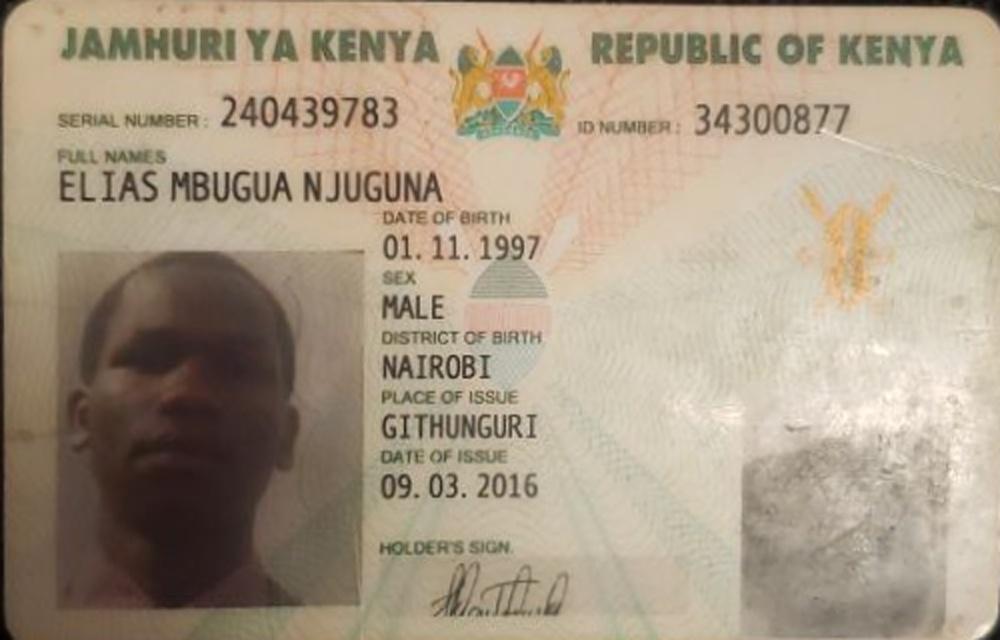 JAMHURI YA KENYA REPUBLIC OF KENYA
SERIAL NUMBER : 240439783 ID NUMBER : 34300877
FULL NAMES
ELIAS MBUGUA NJUGUNA
DATE OF BIRTH
01. 11. 1997
SEX
MALE
DISTRICT OF BIRTH
NAIROBI
PLACE OF ISSUE
GITHUNGURI
DATE OF ISSUE
09. 03. 2016
HOLDER'S SIGN.